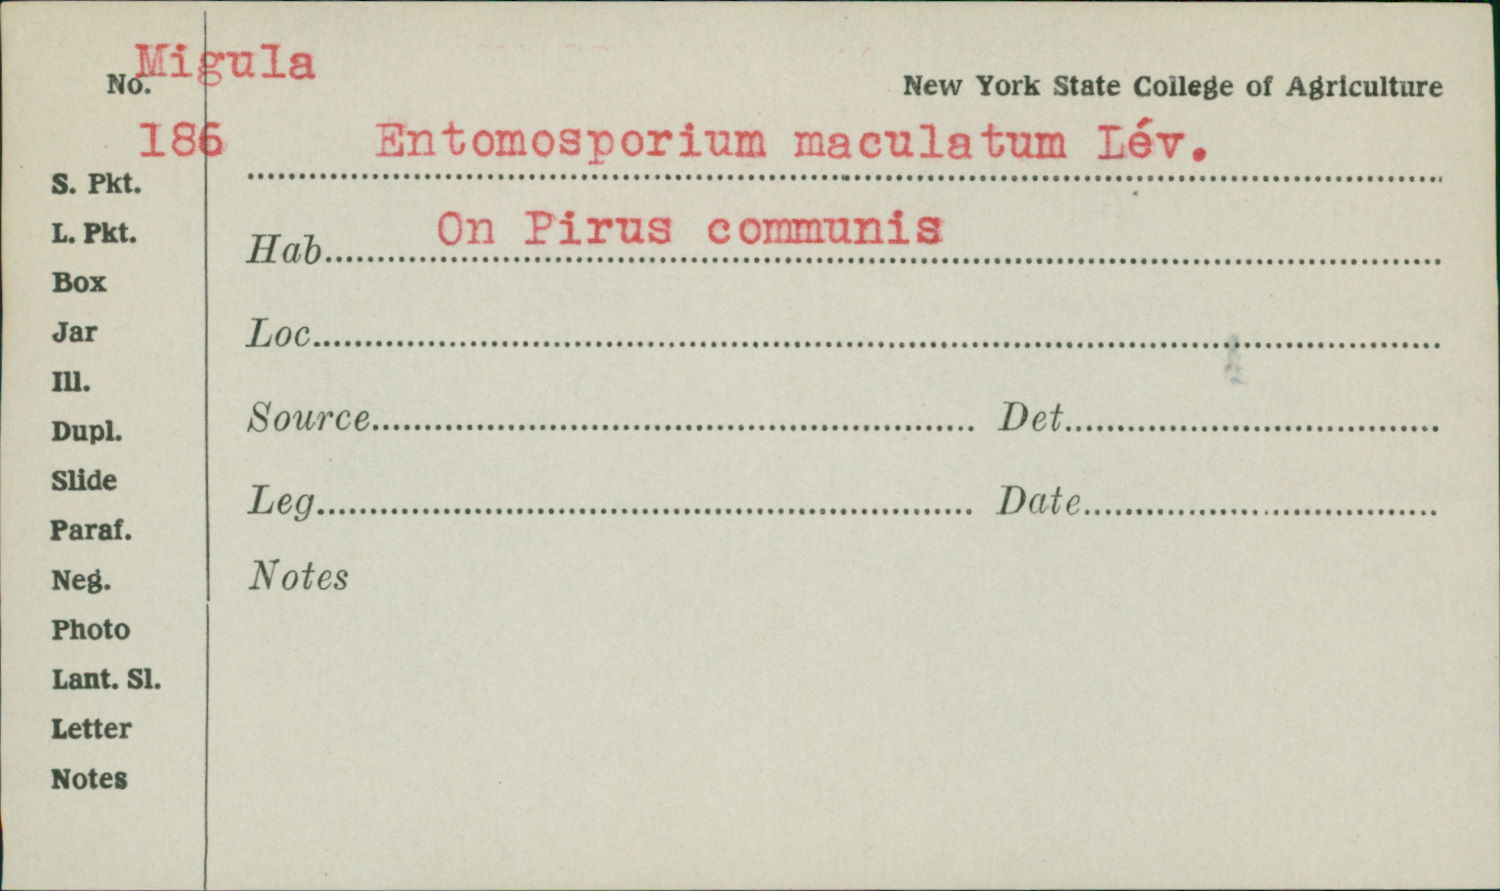 Migula
No.
New York State College of Agriculture
186 Entomosporium maculatum Lév.
S. Pkt.
L. Pkt.
Hab. On Pirus communis
Box
Jar
Loc.
Ill.
Dupl.
Source Det.
Slide
Leg. Date
Paraf.
Neg.
Notes
Photo
Lant. Sl.
Letter
Notes